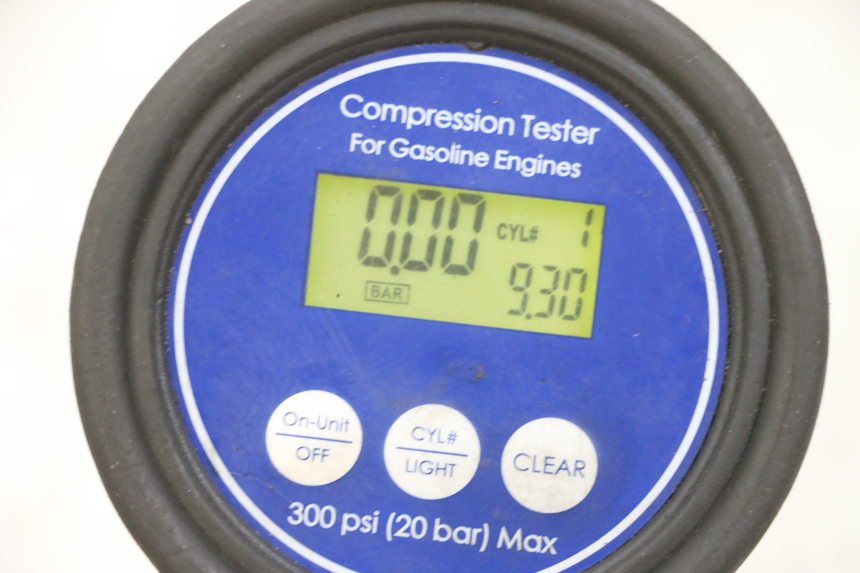 Compression Tester
For Gasoline Engines
0.00 CYL# 1
BAR 9.30
On-Unit CYL# CLEAR
OFF LIGHT
300 psi (20 bar) Max